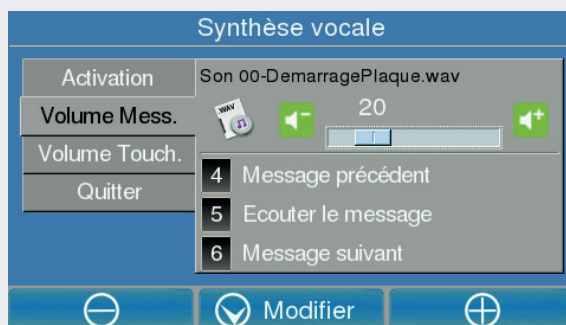 Synthèse vocale
Activation
Volume Mess.
Volume Touch.
Quitter
Son 00-DemarragePlaque.wav
WAV
20
4 Message précédent
5 Ecouter le message
6 Message suivant
Modifier